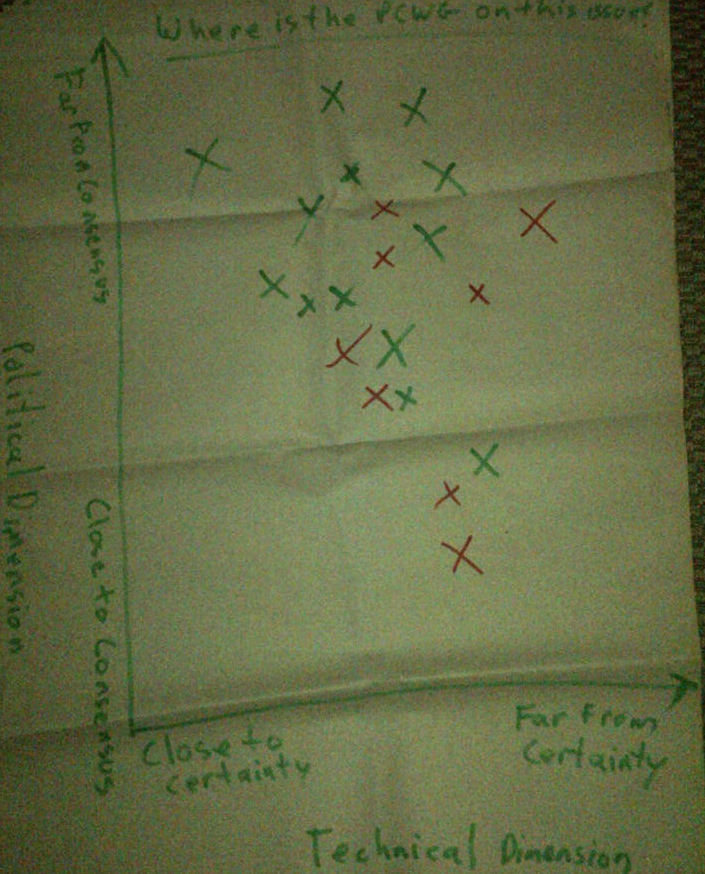 Where is the PCWG on this issue?
Far From Consensus
Political Dimension
Close to Consensus
Close to
certainty
Far From
Certainty
Technical Dimension